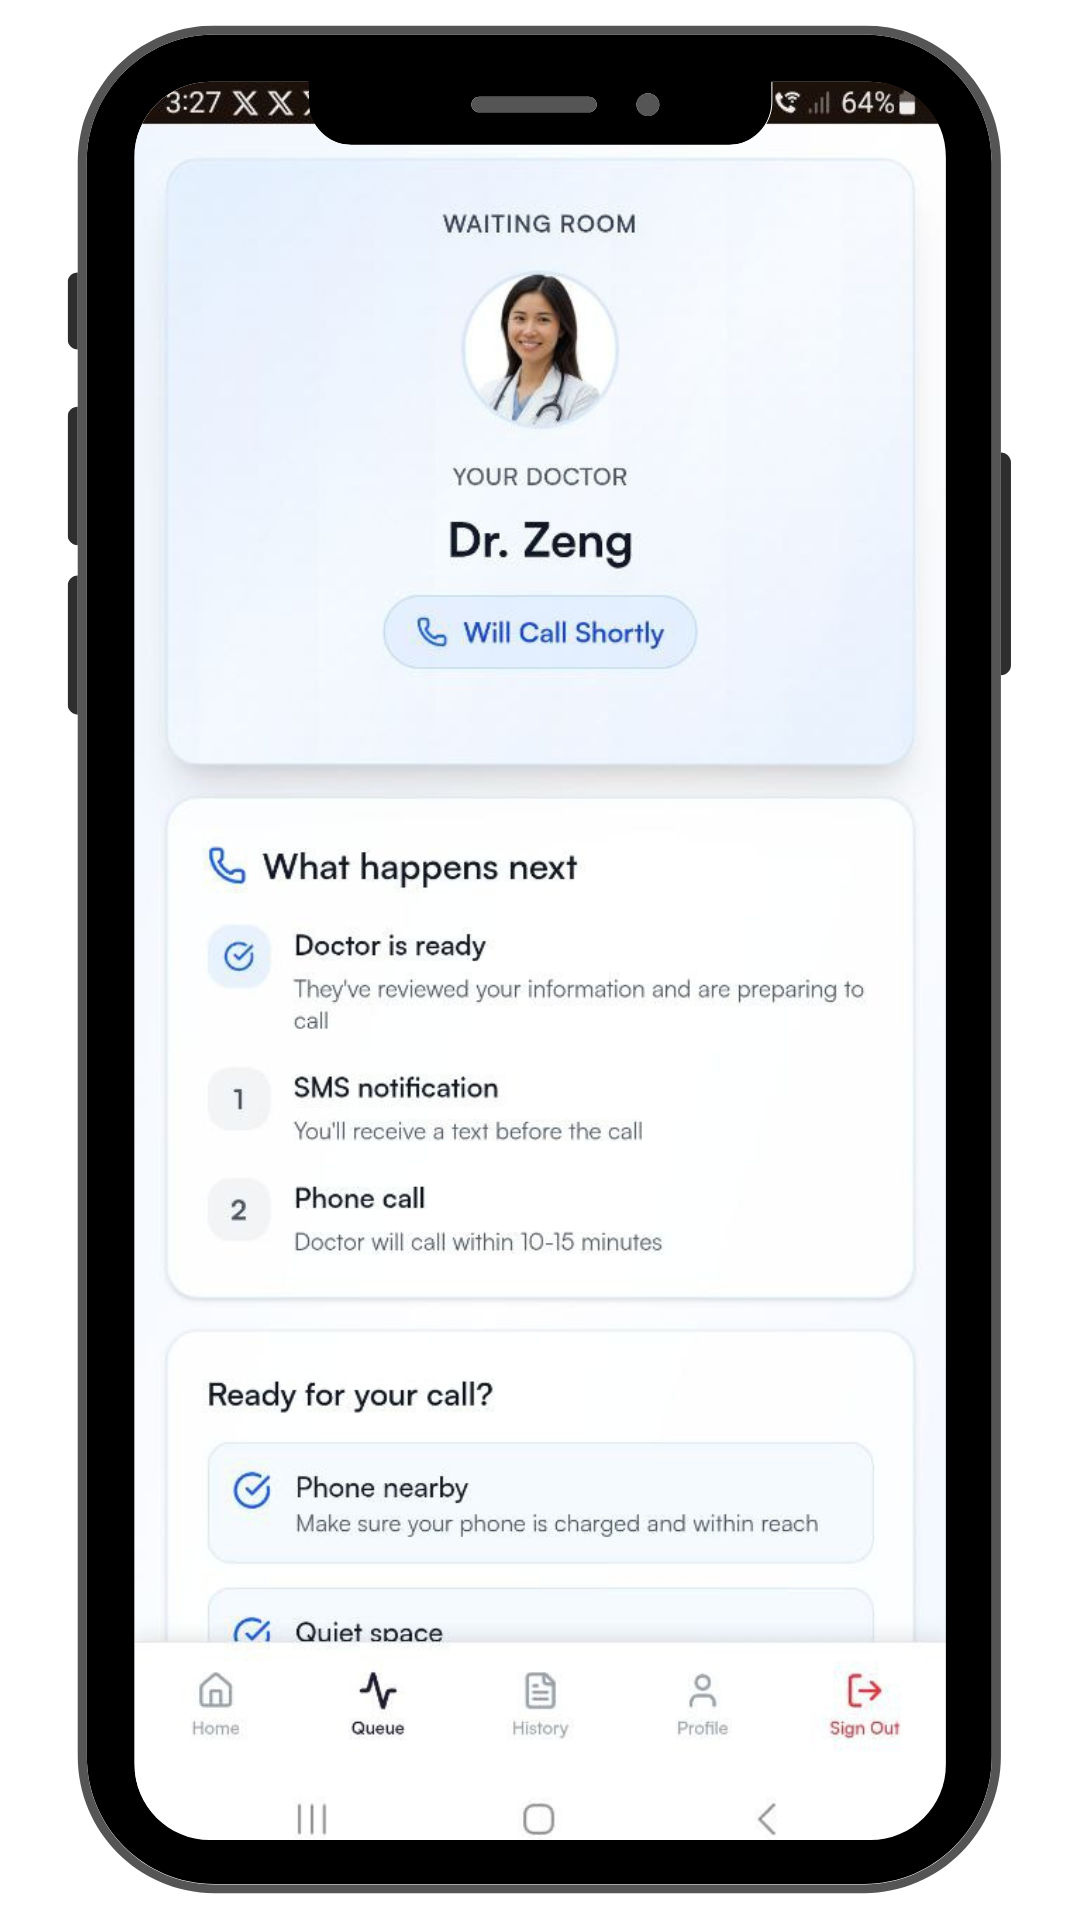 3:27
64%
WAITING ROOM
YOUR DOCTOR
Dr. Zeng
Will Call Shortly
What happens next
Doctor is ready
They've reviewed your information and are preparing to
call
1
SMS notification
You'll receive a text before the call
2
Phone call
Doctor will call within 10-15 minutes
Ready for your call?
Phone nearby
Make sure your phone is charged and within reach
Quiet space
Home
Queue
History
Profile
Sign Out